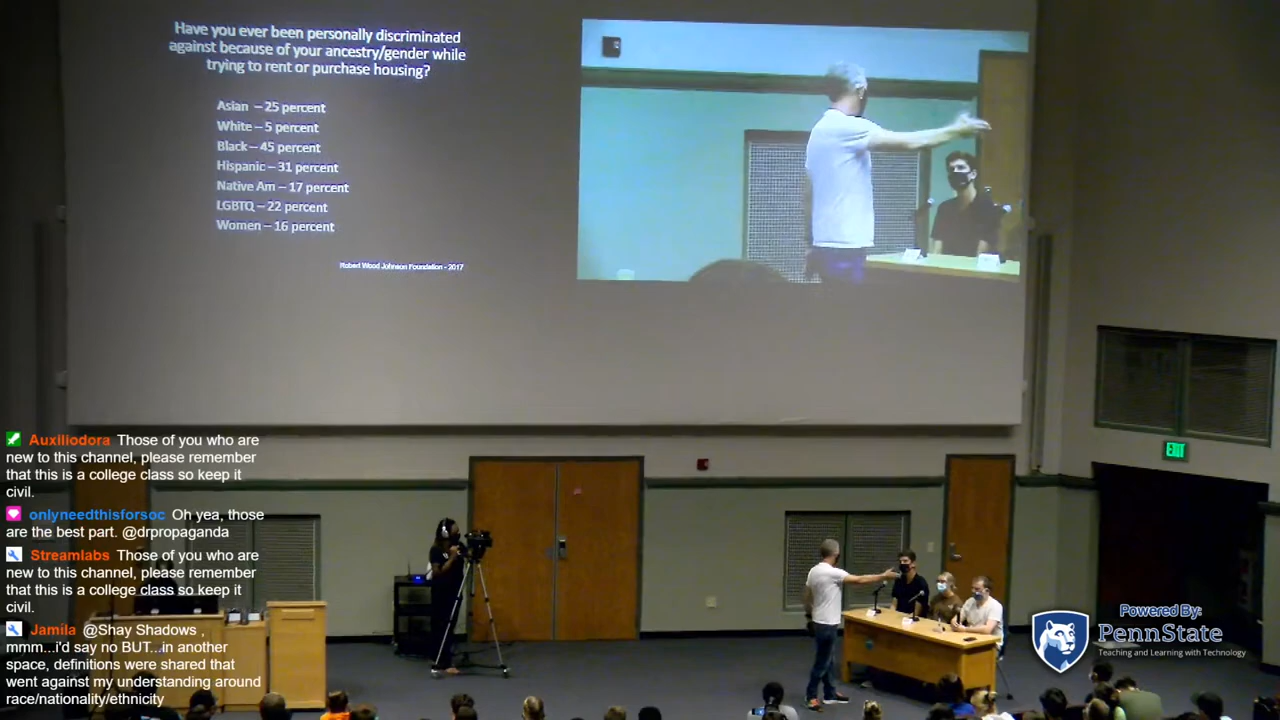 Have you ever been personally discriminated
against because of your ancestry/gender while
trying to rent or purchase housing?
Asian – 25 percent
White – 5 percent
Black – 45 percent
Hispanic – 31 percent
Native Am – 17 percent
LGBTQ – 22 percent
Women – 16 percent
Robert Wood Johnson Foundation - 2017
EXIT
Auxiliodora Those of you who are
new to this channel, please remember
that this is a college class so keep it
civil.
onlyneedthisforsoc Oh yea, those
are the best part. @drpropaganda
Streamlabs Those of you who are
new to this channel, please remember
that this is a college class so keep it
civil.
Jamila @Shay Shadows ,
mmm...i'd say no BUT...in another
space, definitions were shared that
went against my understanding around
race/nationality/ethnicity
Powered By:
PennState
Teaching and Learning with Technology